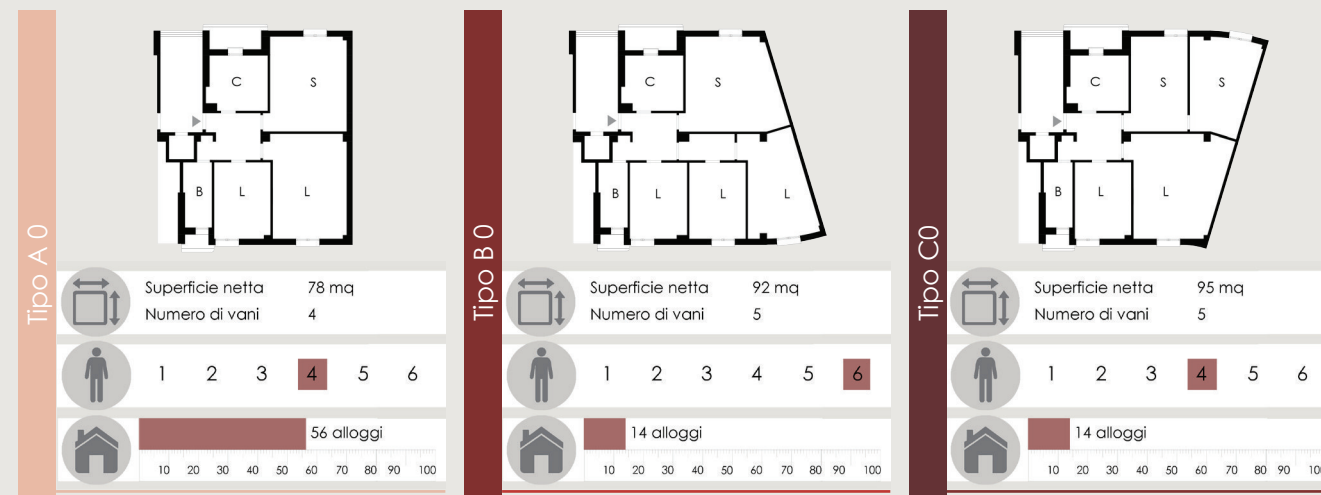 Tipo A 0
C
S
B
L
L
Superficie netta 78 mq
Numero di vani 4
1 2 3 4 5 6
56 alloggi
10 20 30 40 50 60 70 80 90 100
Tipo B 0
C
S
B
L
L
L
Superficie netta 92 mq
Numero di vani 5
1 2 3 4 5 6
14 alloggi
10 20 30 40 50 60 70 80 90 100
Tipo C0
C
S
S
B
L
L
Superficie netta 95 mq
Numero di vani 5
1 2 3 4 5 6
14 alloggi
10 20 30 40 50 60 70 80 90 100